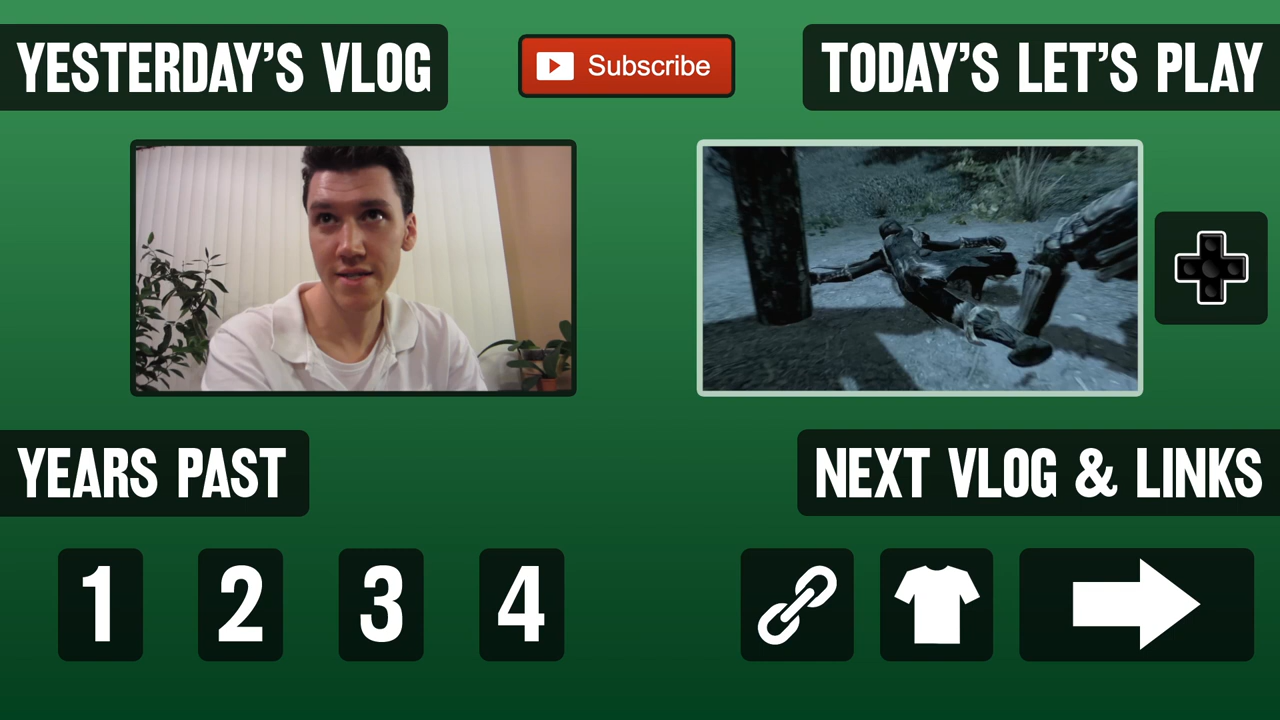 YESTERDAY'S VLOG
Subscribe
TODAY'S LET'S PLAY
YEARS PAST
NEXT VLOG & LINKS
1 2 3 4